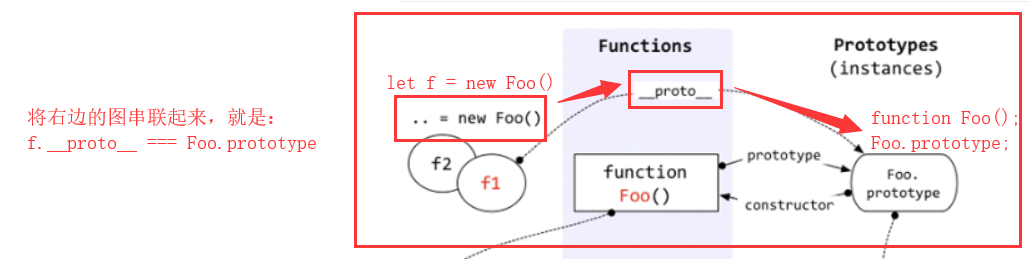 将右边的图串联起来，就是：
f.__proto__ === Foo.prototype
Functions
Prototypes
(instances)
let f = new Foo()
__proto__
.. = new Foo()
function Foo();
Foo.prototype;
f2
f1
function
Foo()
prototype
constructor
Foo.
prototype